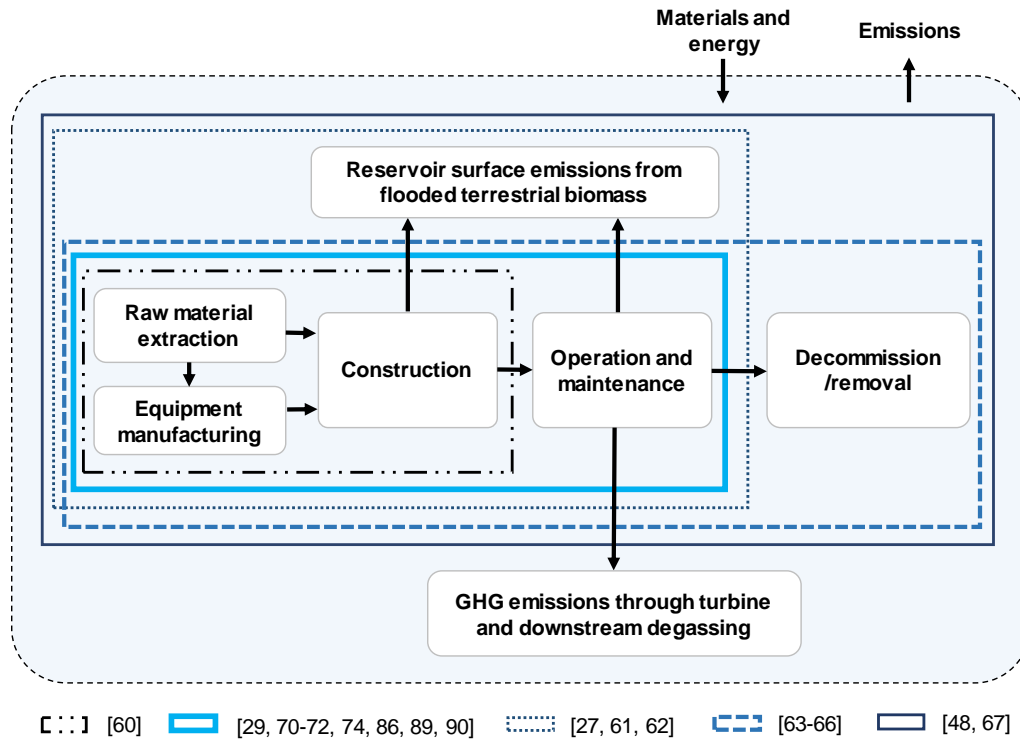 Materials and
energy
Emissions
Reservoir surface emissions from
flooded terrestrial biomass
Raw material
extraction
Construction
Operation and
maintenance
Decommission
/removal
Equipment
manufacturing
GHG emissions through turbine
and downstream degassing
[60]
[29, 70-72, 74, 86, 89, 90]
[27, 61, 62]
[63-66]
[48, 67]